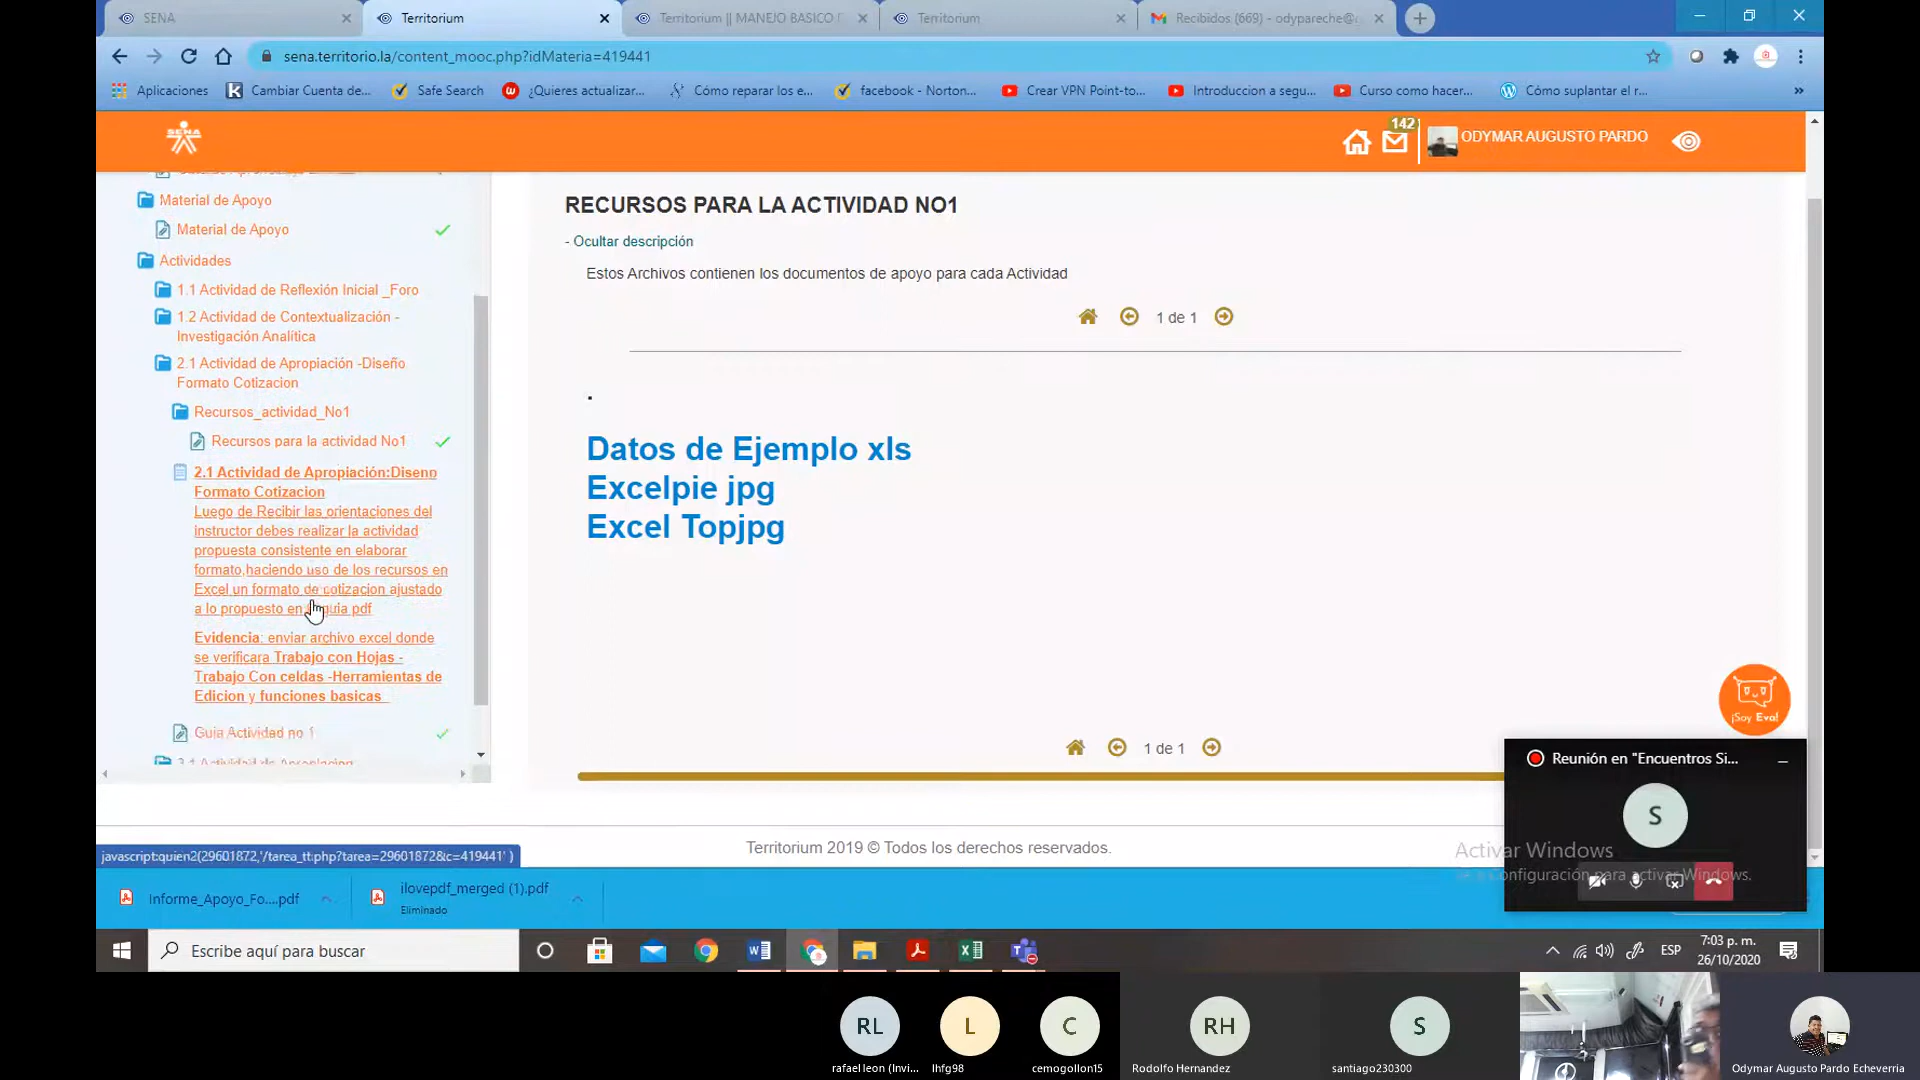 SENA
Territorium
Territorium || MANEJO BASICO
Territorium
Recibidos (669) - odypareche@
sena.territorio.la/content_mooc.php?idMateria=419441
Aplicaciones
Cambiar Cuenta de...
Safe Search
¿Quieres actualizar...
Cómo reparar los e...
facebook - Norton...
Crear VPN Point-to...
Introduccion a segu...
Curso como hacer...
Cómo suplantar el r...
SENA
142
ODYMAR AUGUSTO PARDO
Material de Apoyo
Material de Apoyo
Actividades
1.1 Actividad de Reflexión Inicial _Foro
1.2 Actividad de Contextualización -
Investigación Analítica
2.1 Actividad de Apropiación -Diseño
Formato Cotizacion
Recursos_actividad_No1
Recursos para la actividad No1
2.1 Actividad de Apropiación:Diseno
Formato Cotizacion
Luego de Recibir las orientaciones del
instructor debes realizar la actividad
propuesta consistente en elaborar
formato,haciendo uso de los recursos en
Excel un formato de cotizacion ajustado
a lo propuesto en guia pdf
Evidencia: enviar archivo excel donde
se verificara Trabajo con Hojas -
Trabajo Con celdas -Herramientas de
Edicion y funciones basicas
Guia Actividad no 1
3.1 Actividad de Apropiacion
RECURSOS PARA LA ACTIVIDAD NO1
- Ocultar descripción
Estos Archivos contienen los documentos de apoyo para cada Actividad
1 de 1
.
Datos de Ejemplo xls
Excelpie jpg
Excel Topjpg
1 de 1
¡Soy Eva!
Territorium 2019 © Todos los derechos reservados.
Reunión en "Encuentros Si...
S
Activar Windows
Configuración para activar Windows.
javascript:quien2(29601872,'/tarea_tt.php?tarea=29601872&c=419441')
Informe_Apoyo_Fo....pdf
ilovepdf_merged (1).pdf
Eliminado
Escribe aquí para buscar
ESP
7:03 p. m.
26/10/2020
RL
L
C
RH
S
rafael leon (Invi...
lhfg98
cemogollon15
Rodolfo Hernandez
santiago230300
Odymar Augusto Pardo Echeverria